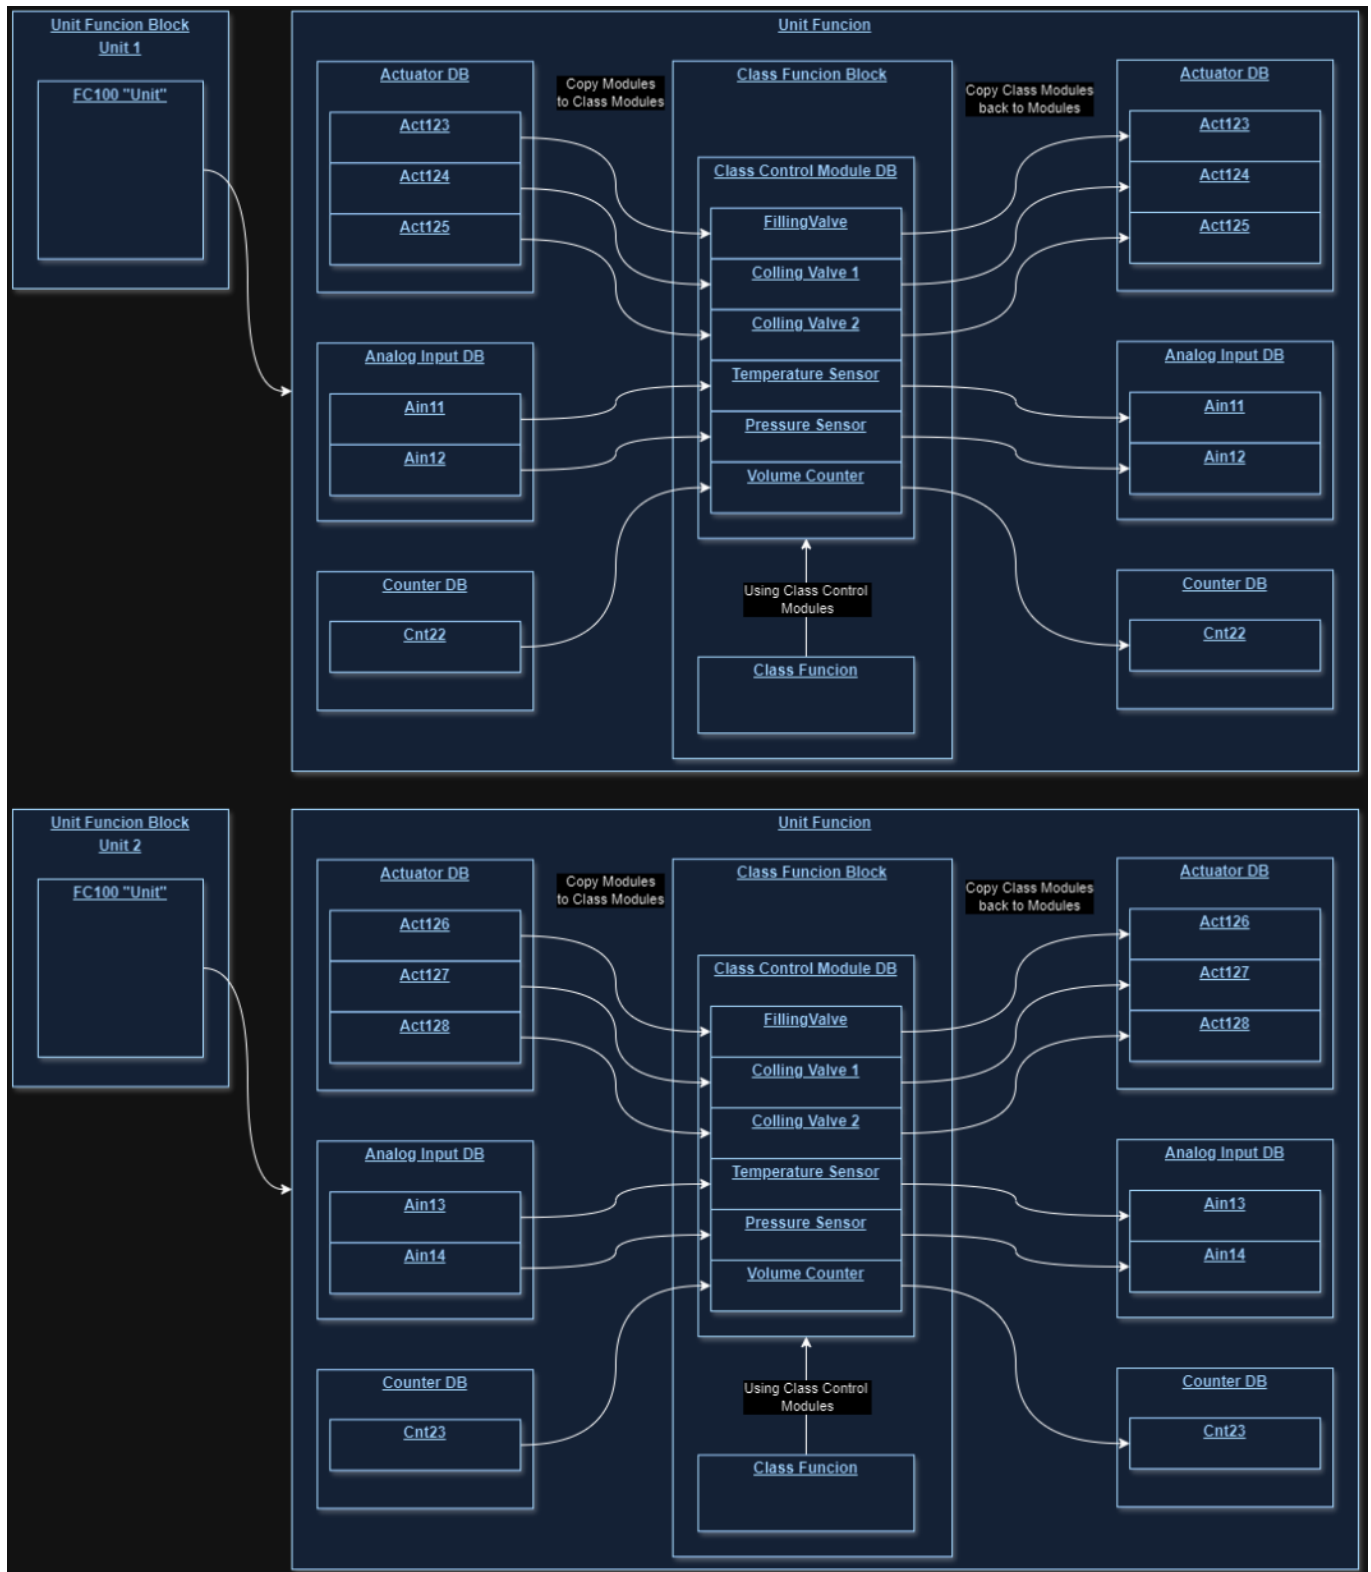 Unit Funcion Block
Unit 1
FC100 "Unit"
Unit Funcion
Actuator DB
Act123
Act124
Act125
Copy Modules
to Class Modules
Class Funcion Block
Class Control Module DB
FillingValve
Colling Valve 1
Colling Valve 2
Temperature Sensor
Pressure Sensor
Volume Counter
Using Class Control
Modules
Class Funcion
Copy Class Modules
back to Modules
Actuator DB
Act123
Act124
Act125
Analog Input DB
Ain11
Ain12
Analog Input DB
Ain11
Ain12
Counter DB
Cnt22
Counter DB
Cnt22
Unit Funcion Block
Unit 2
FC100 "Unit"
Unit Funcion
Actuator DB
Act126
Act127
Act128
Copy Modules
to Class Modules
Class Funcion Block
Class Control Module DB
FillingValve
Colling Valve 1
Colling Valve 2
Temperature Sensor
Pressure Sensor
Volume Counter
Using Class Control
Modules
Class Funcion
Copy Class Modules
back to Modules
Actuator DB
Act126
Act127
Act128
Analog Input DB
Ain13
Ain14
Analog Input DB
Ain13
Ain14
Counter DB
Cnt23
Counter DB
Cnt23